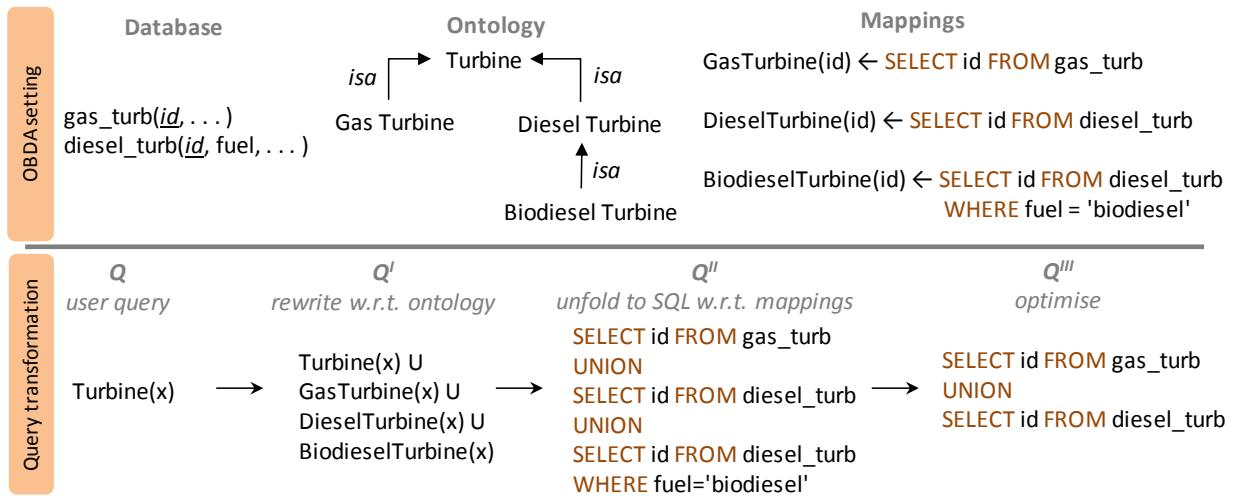 OBDA setting
Database
Ontology
Mappings
gas_turb(id, . . . )
diesel_turb(id, fuel, . . . )
Turbine
isa
isa
Gas Turbine
Diesel Turbine
isa
Biodiesel Turbine
GasTurbine(id) ← SELECT id FROM gas_turb
DieselTurbine(id) ← SELECT id FROM diesel_turb
BiodieselTurbine(id) ← SELECT id FROM diesel_turb
WHERE fuel = 'biodiesel'
Query transformation
Q
user query
Turbine(x)
Q^I
rewrite w.r.t. ontology
Turbine(x) U
GasTurbine(x) U
DieselTurbine(x) U
BiodieselTurbine(x)
Q^II
unfold to SQL w.r.t. mappings
SELECT id FROM gas_turb
UNION
SELECT id FROM diesel_turb
UNION
SELECT id FROM diesel_turb
WHERE fuel='biodiesel'
Q^III
optimise
SELECT id FROM gas_turb
UNION
SELECT id FROM diesel_turb